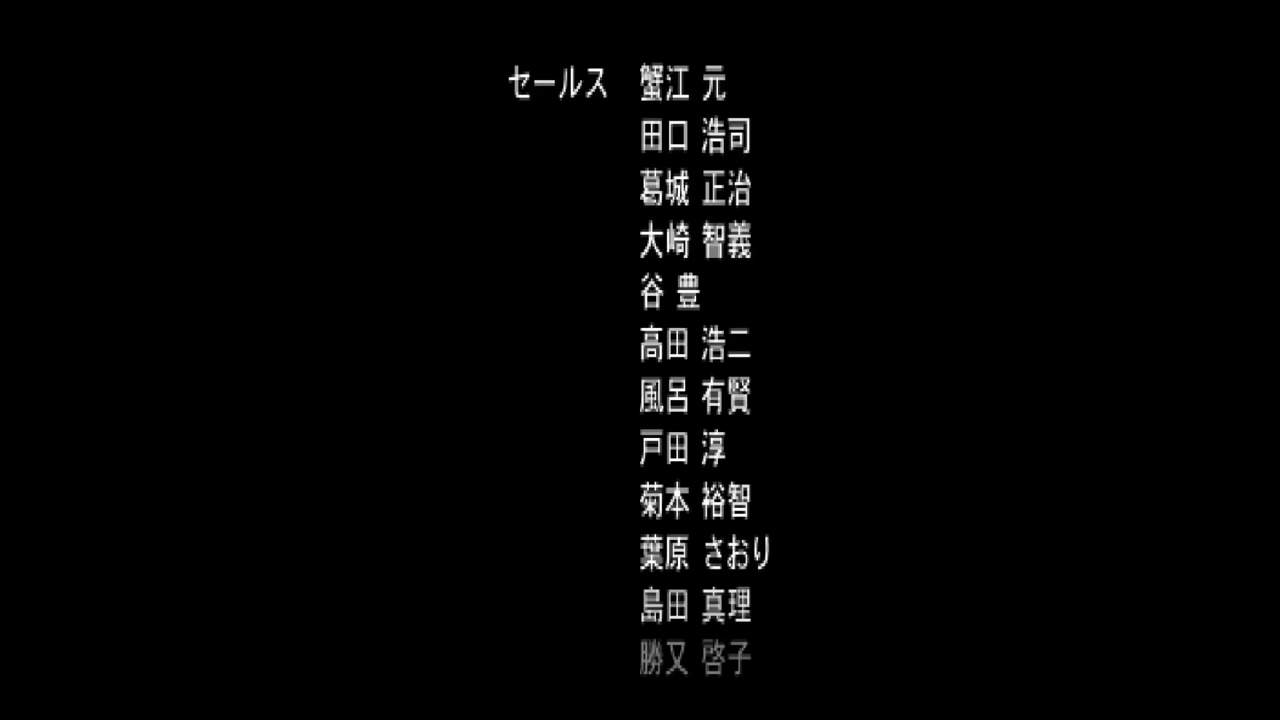 セールス 蟹江 元
田口 浩司
葛城 正治
大崎 智義
谷 豊
高田 浩二
風呂 有賢
戸田 淳
菊本 裕智
葉原 さおり
島田 真理
勝又 啓子